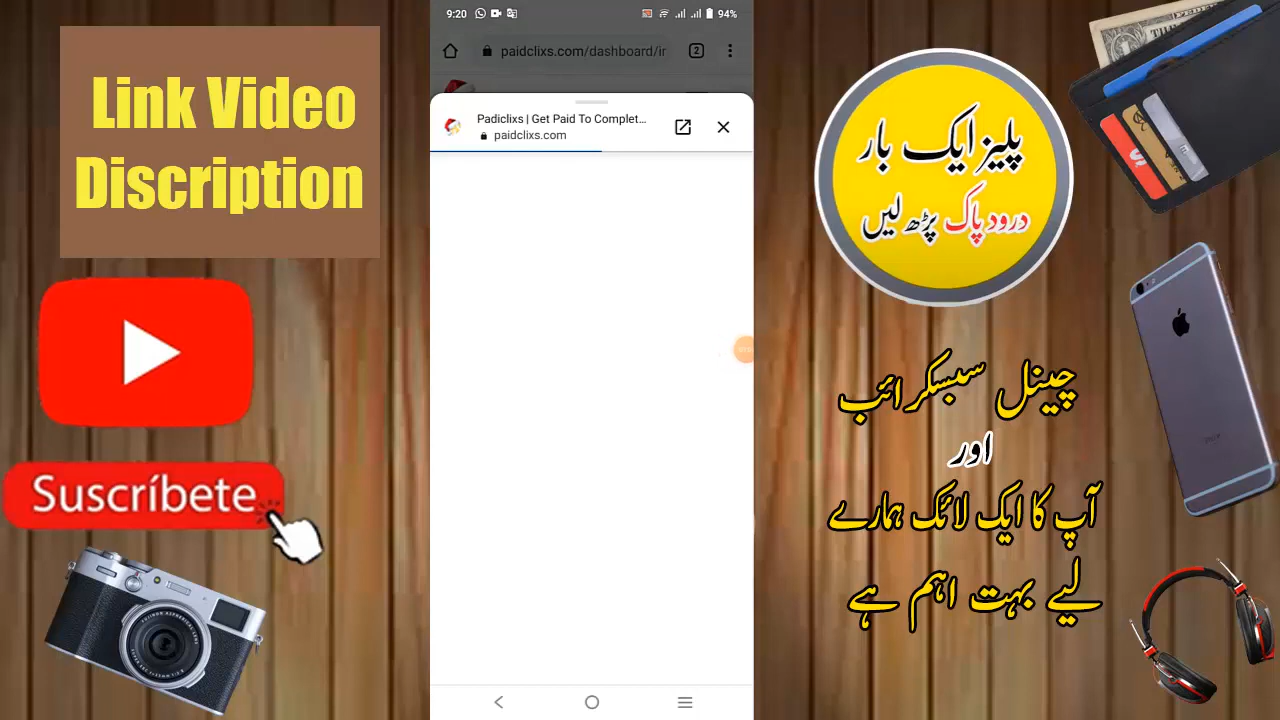 Link Video
Discription
Suscríbete
9:20
94%
paidclixs.com/dashboard/ir
2
Padiclixs | Get Paid To Complet...
paidclixs.com
پلیز ایک بار
درود پاک پڑھ لیں
چینل سبسکرائب
اور
آپ کا ایک لائک ہمارے
لیے بہت اہم ہے